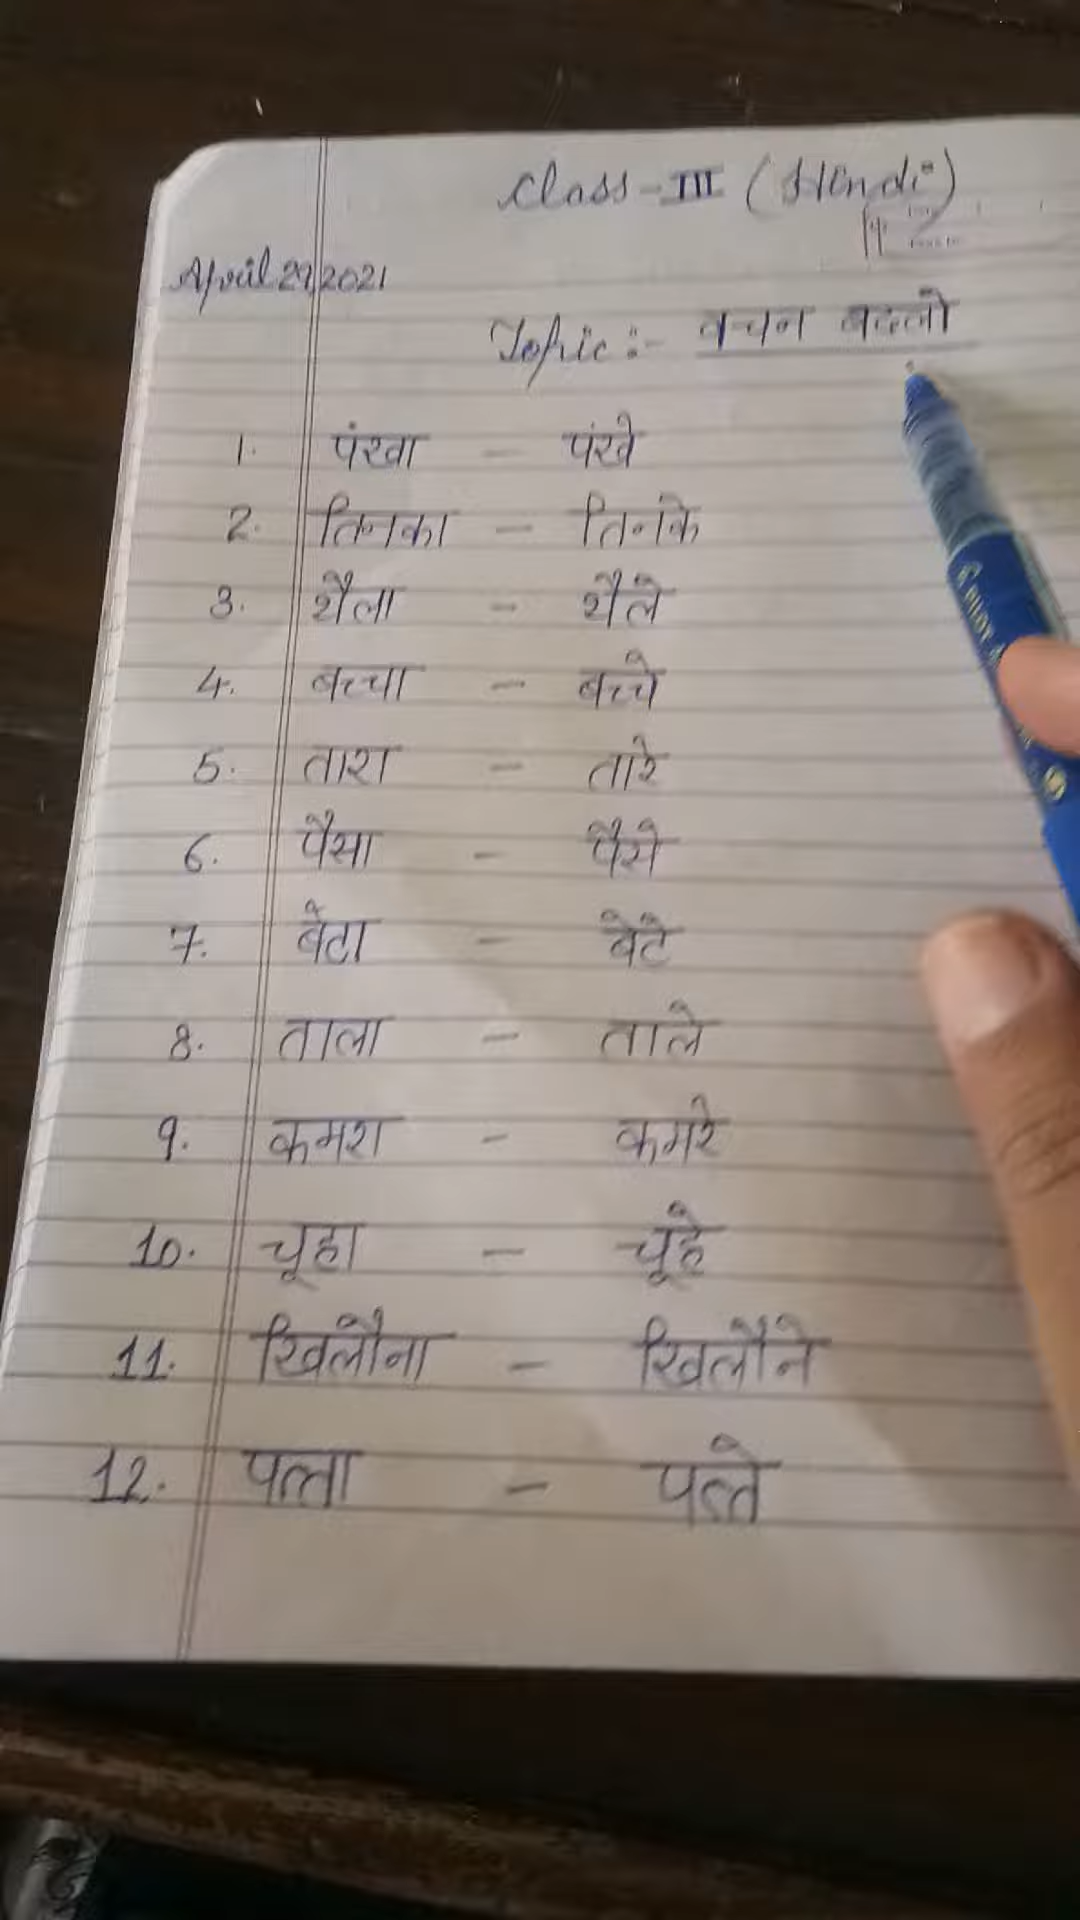 Class-III (Hindi)
April 29, 2021
Topic:- वचन बदलो
1. पंखा - पंखे
2. तिनका - तिनके
3. थैला - थैले
4. बच्चा - बच्चे
5. तारा - तारे
6. पैसा - पैसे
7. बेटा - बेटे
8. ताला - ताले
9. कमरा - कमरे
10. चूहा - चूहे
11. खिलौना - खिलौने
12. पत्ता - पत्ते
PILOT